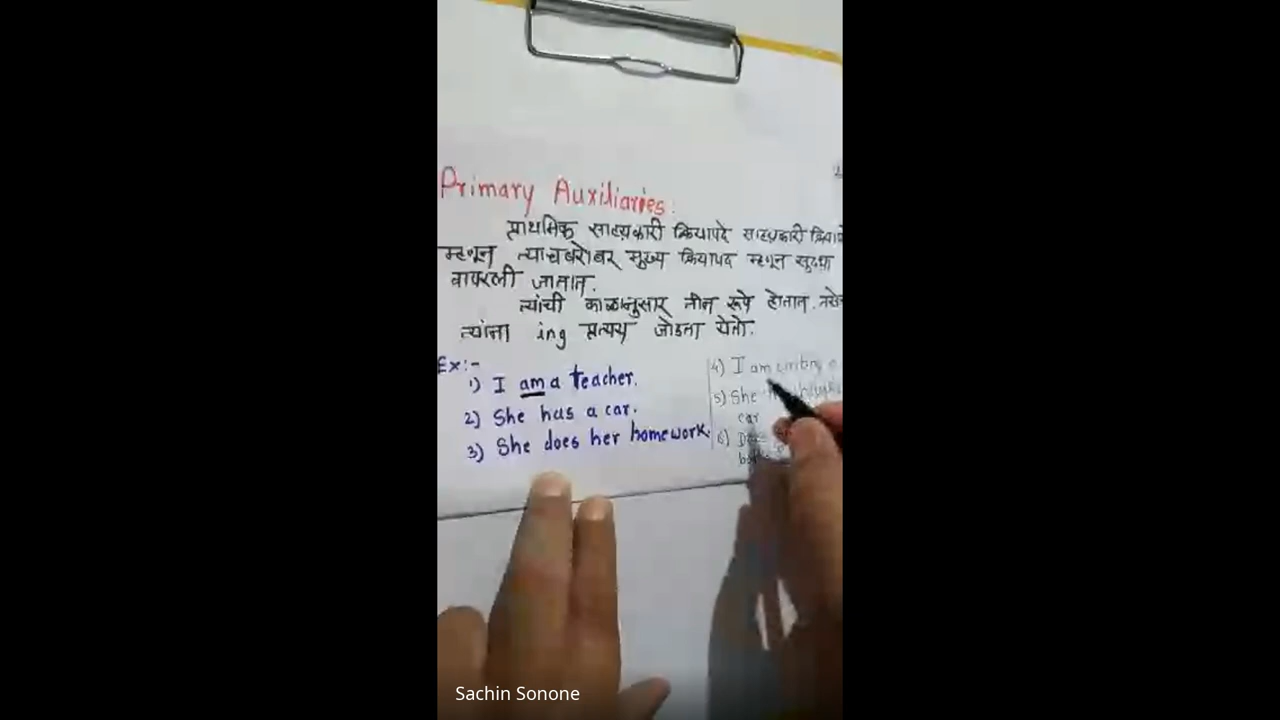 Primary Auxiliaries:
प्राथमिक साहाय्यकारी क्रियापदे साहाय्यकारी
म्हणून त्याचबरोबर मुख्य क्रियापद म्हणून सुद्धा
वापरली जातात.
त्यांची काळानुसार तीन रूपे होतात.
त्यांना ing प्रत्यय जोडता येतो.
Ex:-
1) I am a teacher.
2) She has a car.
3) She does her homework.
4) I am writing
5) She
car
6)
Sachin Sonone